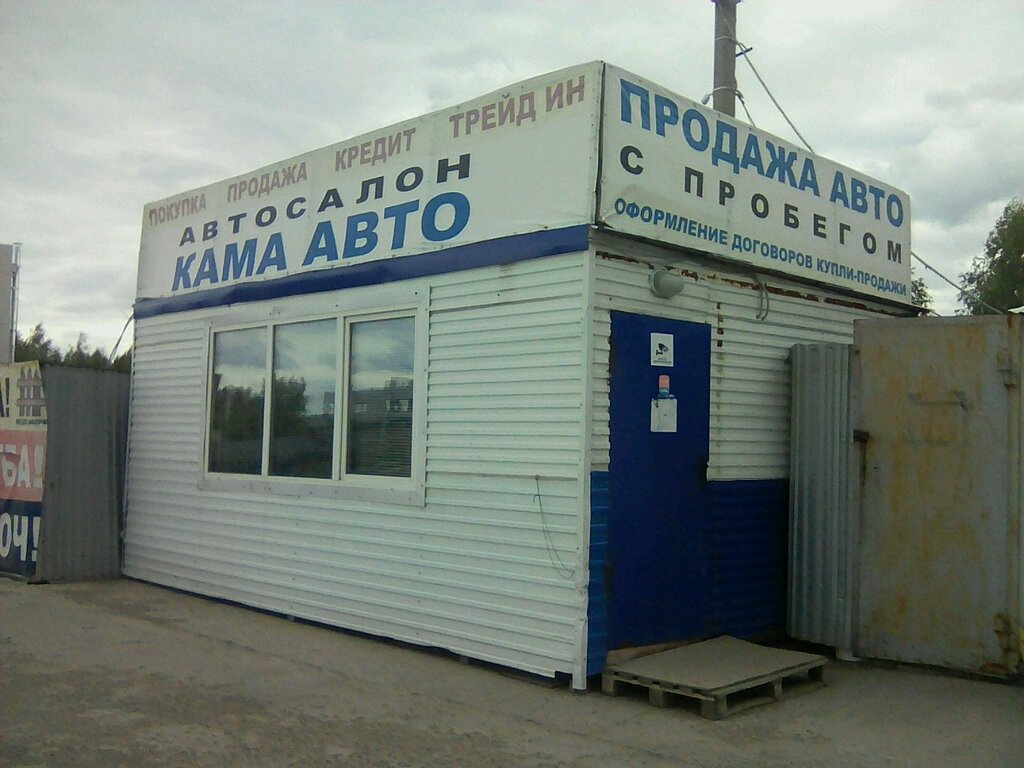 ПОКУПКА ПРОДАЖА КРЕДИТ ТРЕЙД ИН
АВТОСАЛОН
КАМА АВТО
ПРОДАЖА АВТО
С ПРОБЕГОМ
ОФОРМЛЕНИЕ ДОГОВОРОВ КУПЛИ-ПРОДАЖИ